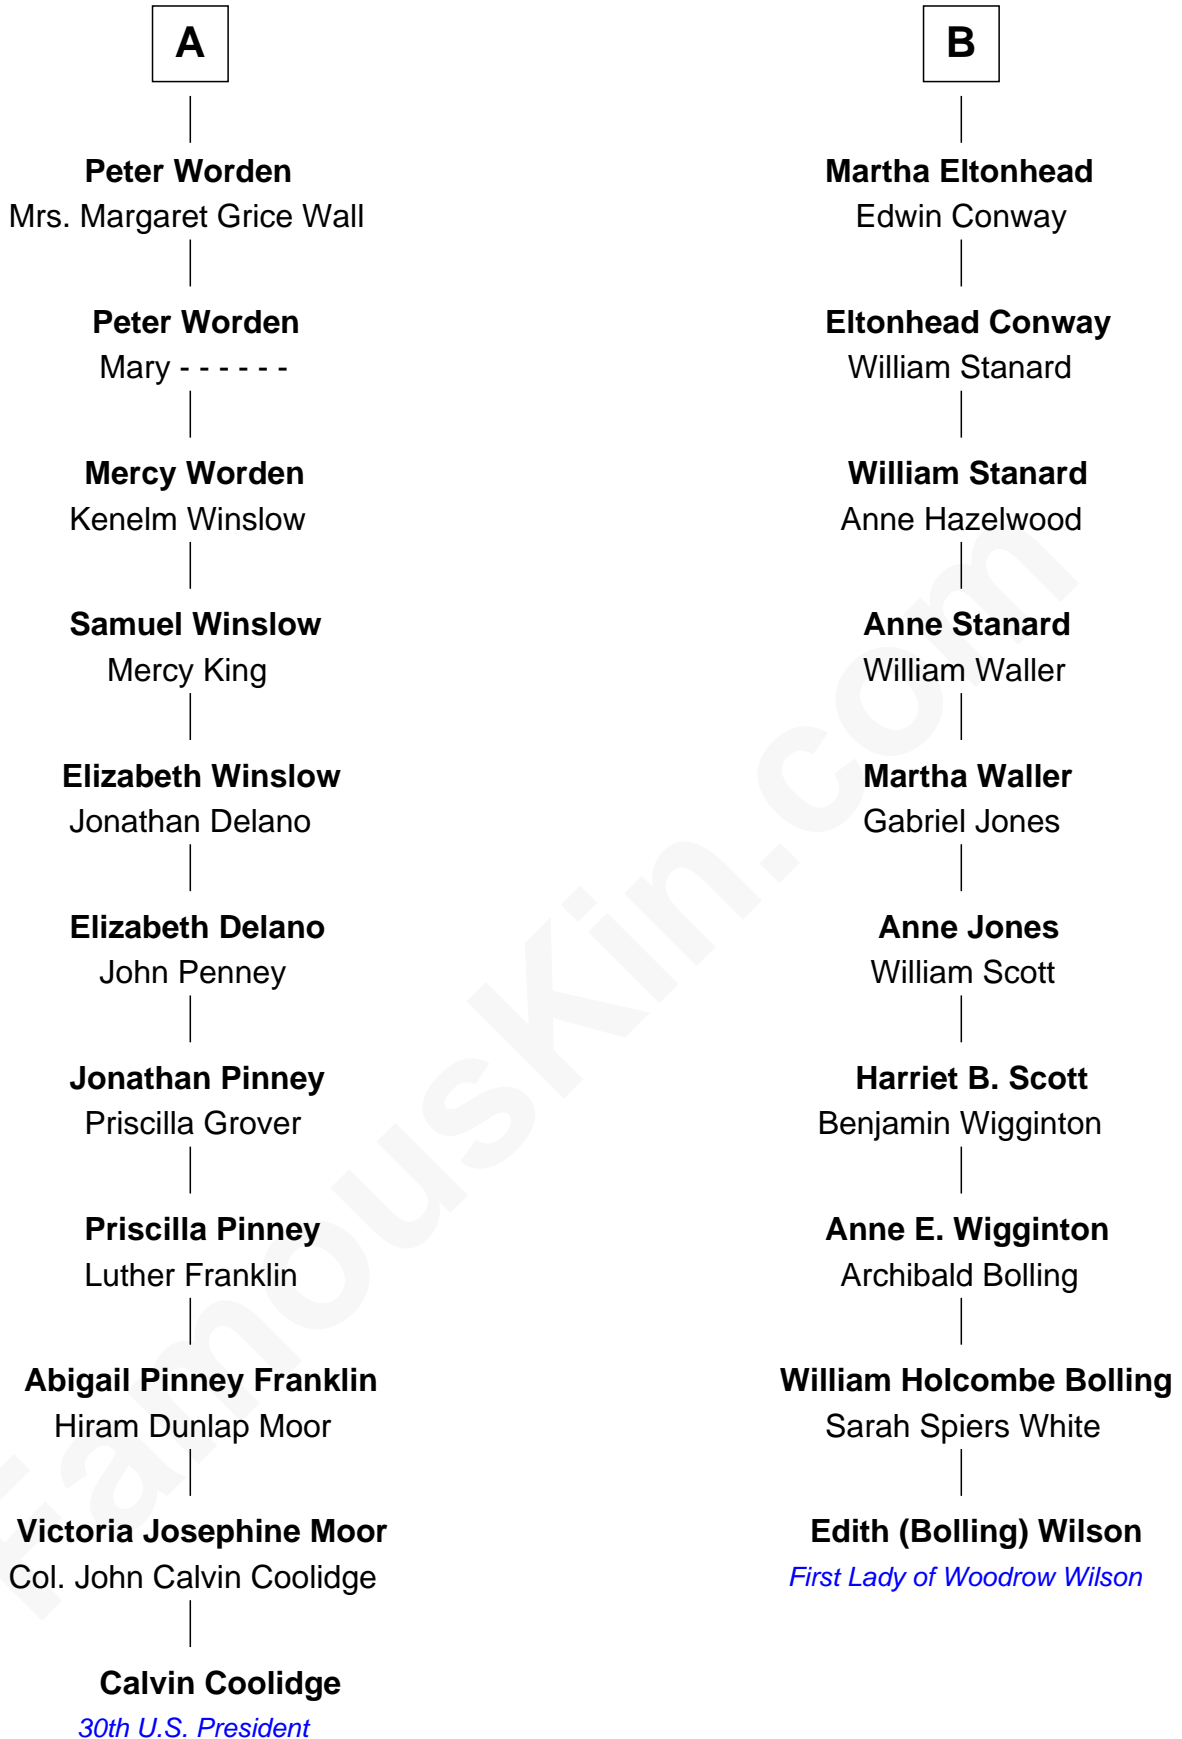 A
Peter Worden
Mrs. Margaret Grice Wall
Peter Worden
Mary - - - - - -
Mercy Worden
Kenelm Winslow
Samuel Winslow
Mercy King
Elizabeth Winslow
Jonathan Delano
Elizabeth Delano
John Penney
Jonathan Pinney
Priscilla Grover
Priscilla Pinney
Luther Franklin
Abigail Pinney Franklin
Hiram Dunlap Moor
Victoria Josephine Moor
Col. John Calvin Coolidge
Calvin Coolidge
30th U.S. President
B
Martha Eltonhead
Edwin Conway
Eltonhead Conway
William Stanard
William Stanard
Anne Hazelwood
Anne Stanard
William Waller
Martha Waller
Gabriel Jones
Anne Jones
William Scott
Harriet B. Scott
Benjamin Wigginton
Anne E. Wigginton
Archibald Bolling
William Holcombe Bolling
Sarah Spiers White
Edith (Bolling) Wilson
First Lady of Woodrow Wilson
FamousKin.com